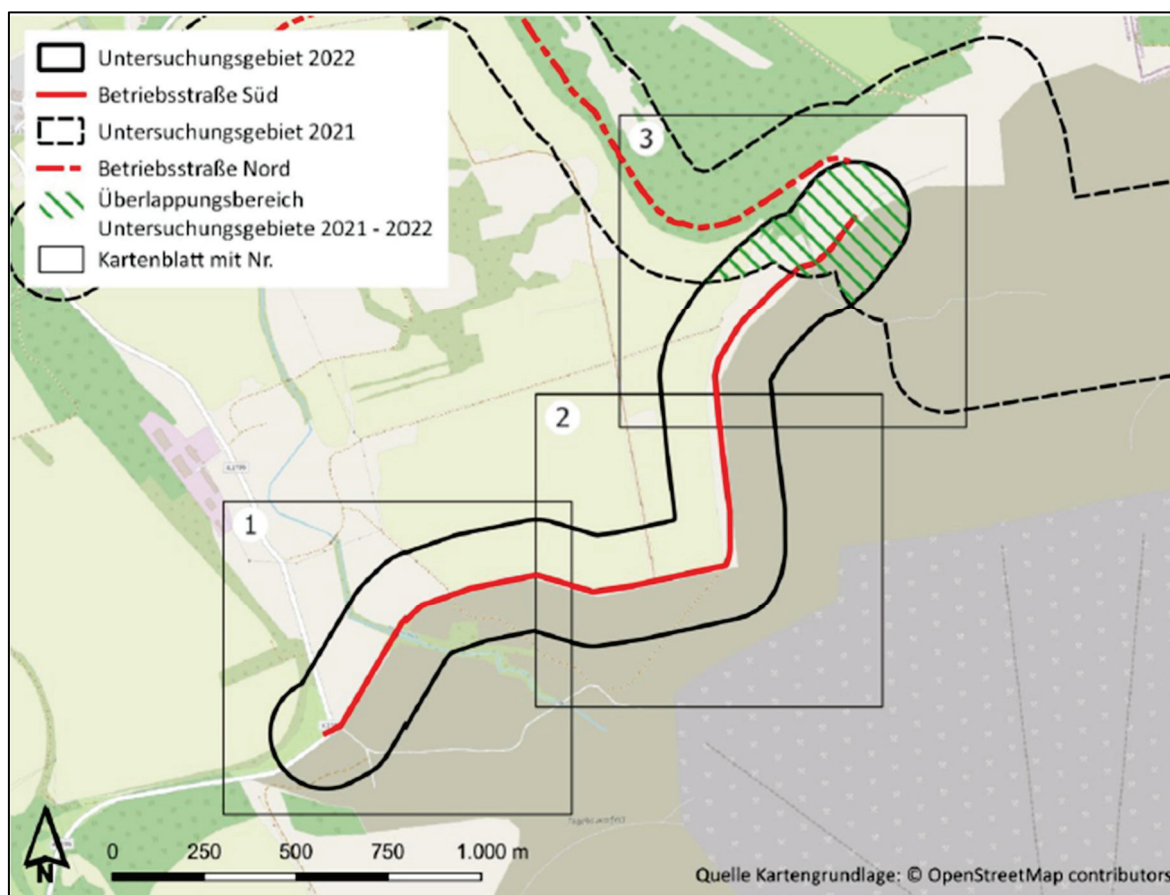 Untersuchungsgebiet 2022
Betriebsstraße Süd
Untersuchungsgebiet 2021
Betriebsstraße Nord
Überlappungsbereich
Untersuchungsgebiete 2021 - 2022
Kartenblatt mit Nr.
3
2
1
N
0 250 500 750 1.000 m
Quelle Kartengrundlage: © OpenStreetMap contributors